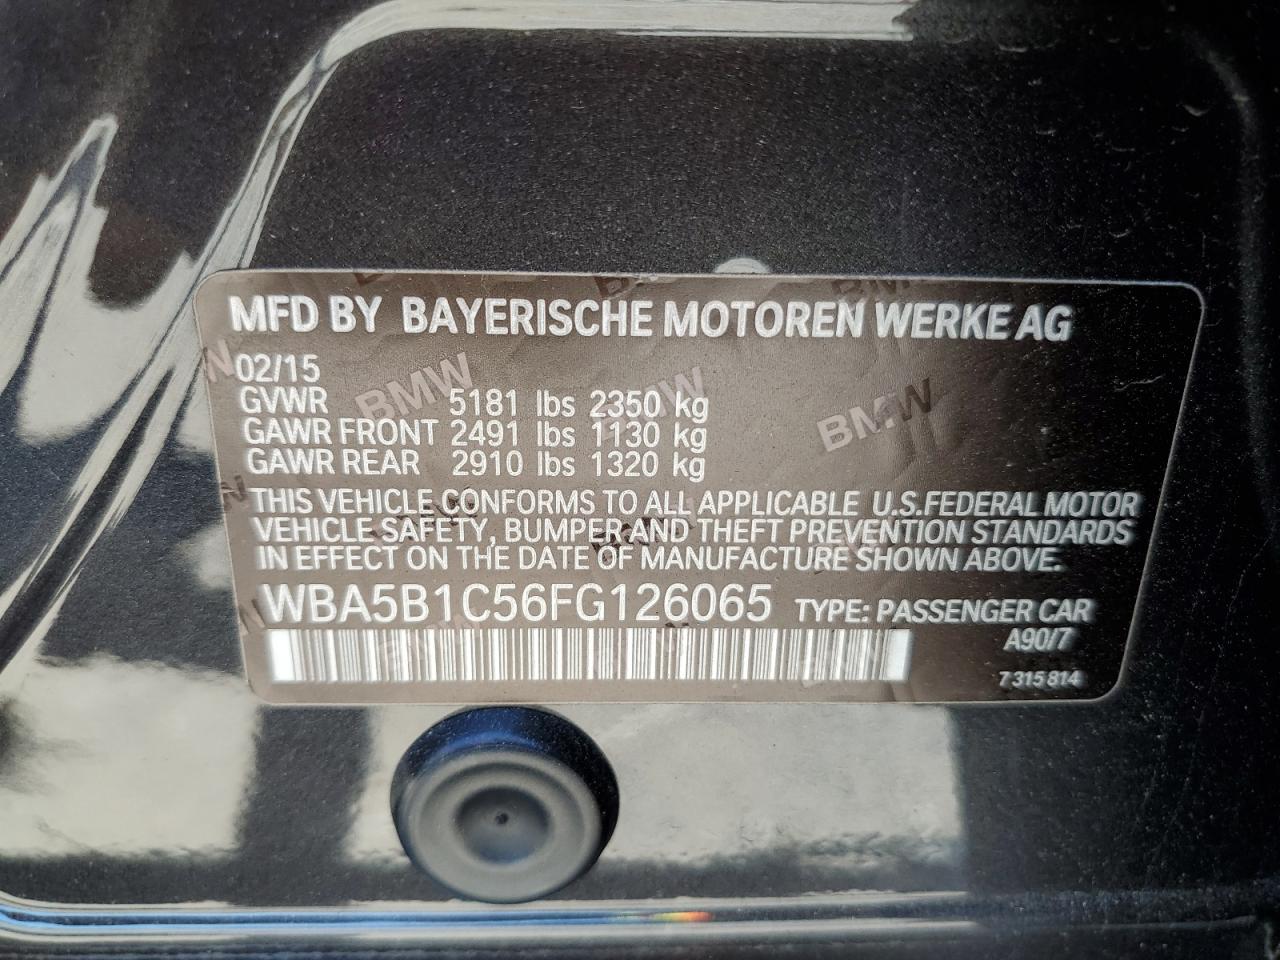 MFD BY BAYERISCHE MOTOREN WERKE AG
02/15
GVWR 5181 lbs 2350 kg
GAWR FRONT 2491 lbs 1130 kg
GAWR REAR 2910 lbs 1320 kg
THIS VEHICLE CONFORMS TO ALL APPLICABLE U.S.FEDERAL MOTOR
VEHICLE SAFETY, BUMPER AND THEFT PREVENTION STANDARDS
IN EFFECT ON THE DATE OF MANUFACTURE SHOWN ABOVE.
WBA5B1C56FG126065 TYPE: PASSENGER CAR
A90/7
7 315 814